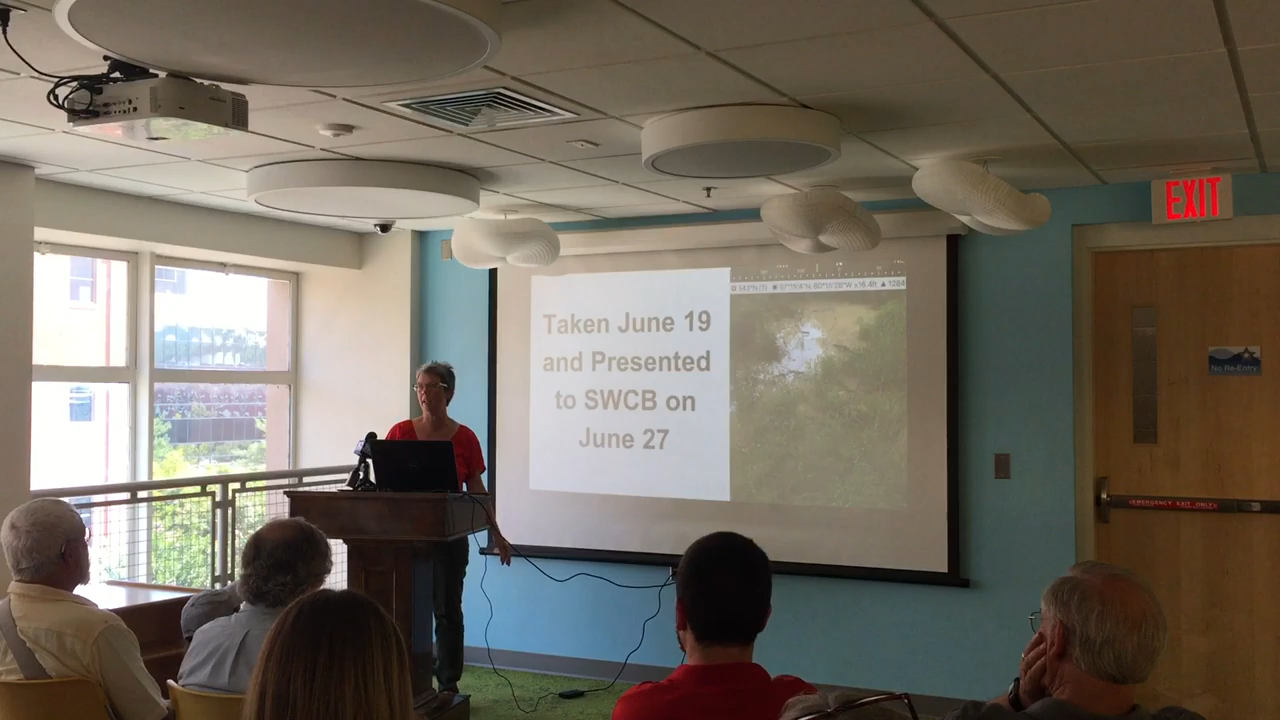 EXIT
Taken June 19
and Presented
to SWCB on
June 27
No Re-Entry
EMERGENCY EXIT ONLY